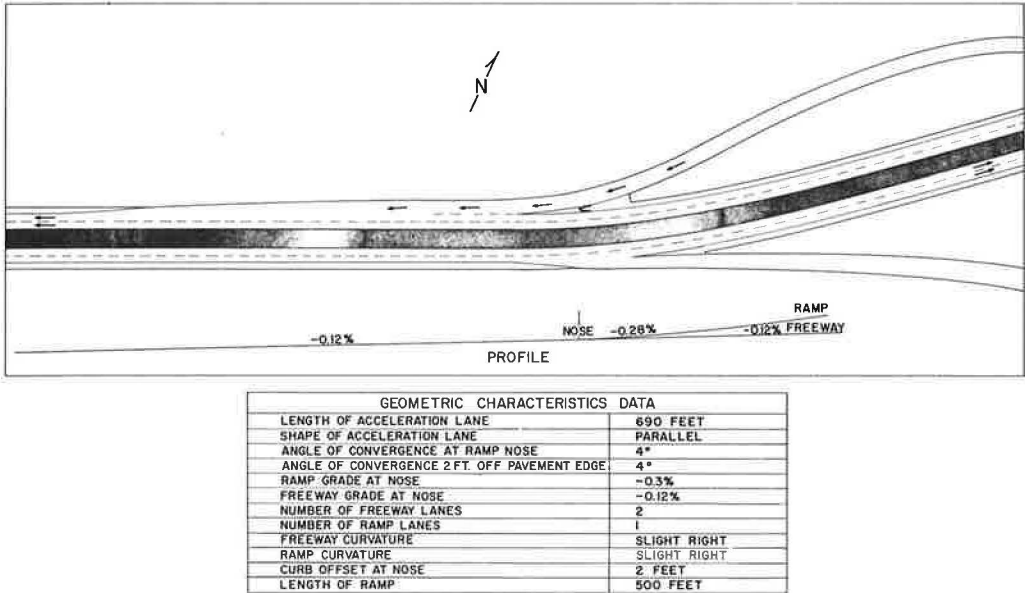 N
RAMP
NOSE -0.28% -0.12% FREEWAY
-0.12%
PROFILE
GEOMETRIC CHARACTERISTICS DATA
LENGTH OF ACCELERATION LANE 690 FEET
SHAPE OF ACCELERATION LANE PARALLEL
ANGLE OF CONVERGENCE AT RAMP NOSE 4°
ANGLE OF CONVERGENCE 2 FT. OFF PAVEMENT EDGE 4°
RAMP GRADE AT NOSE -0.3%
FREEWAY GRADE AT NOSE -0.12%
NUMBER OF FREEWAY LANES 2
NUMBER OF RAMP LANES 1
FREEWAY CURVATURE SLIGHT RIGHT
RAMP CURVATURE SLIGHT RIGHT
CURB OFFSET AT NOSE 2 FEET
LENGTH OF RAMP 500 FEET